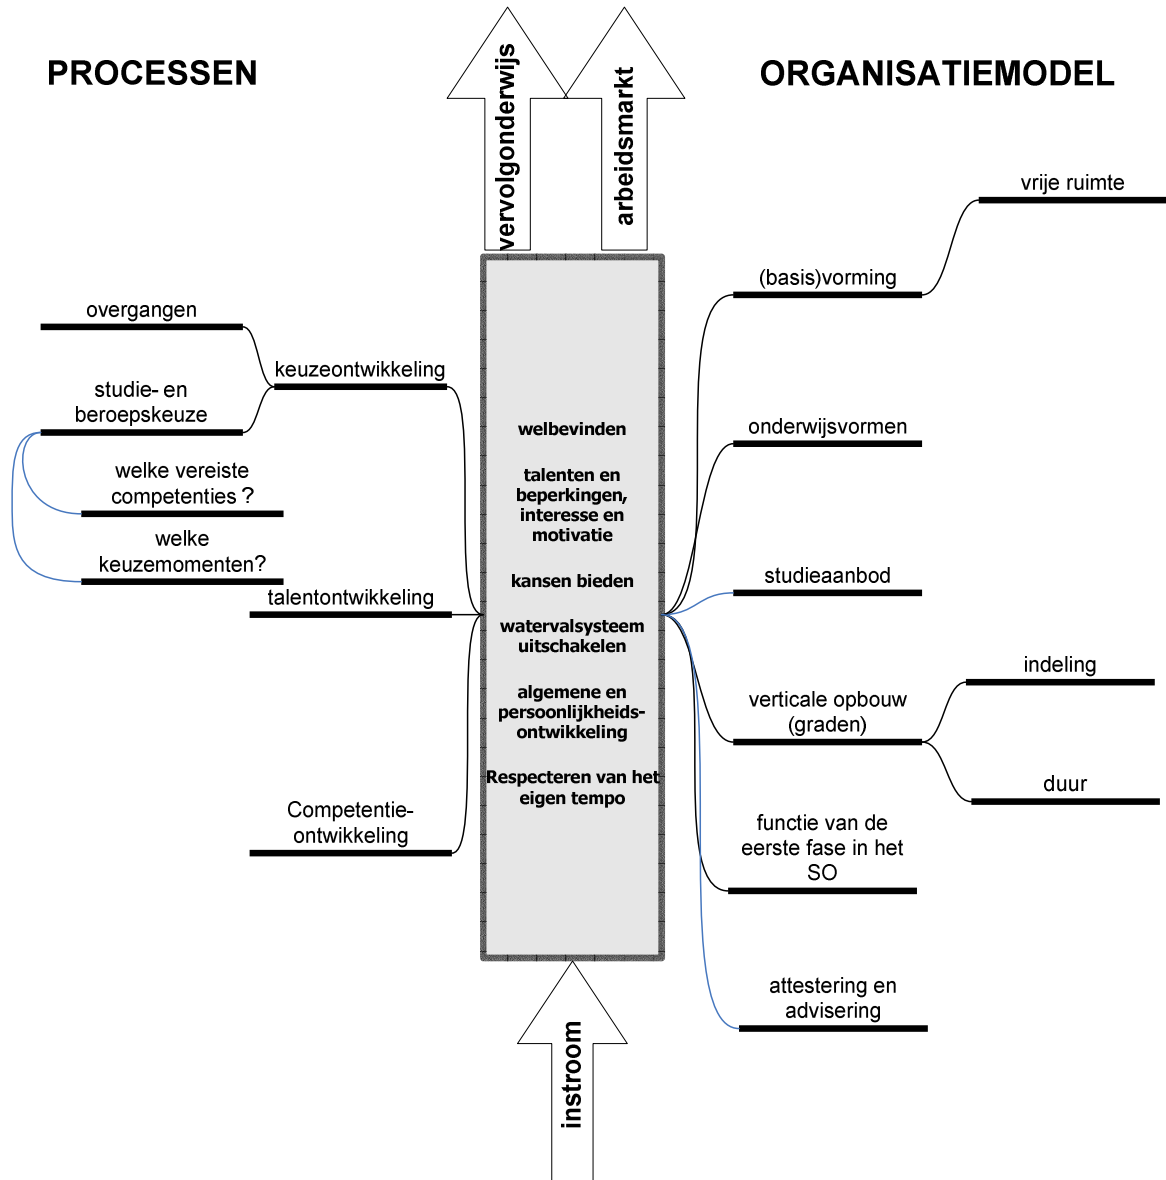 PROCESSEN
vervolgonderwijs
arbeidsmarkt
ORGANISATIEMODEL
overgangen
keuzeontwikkeling
studie- en
beroepskeuze
welke vereiste
competenties ?
welke
keuzemomenten?
talentontwikkeling
Competentie-
ontwikkeling
welbevinden
talenten en
beperkingen,
interesse en
motivatie
kansen bieden
watervalsysteem
uitschakelen
algemene en
persoonlijkheids-
ontwikkeling
Respecteren van het
eigen tempo
vrije ruimte
(basis)vorming
onderwijsvormen
studieaanbod
verticale opbouw
(graden)
indeling
duur
functie van de
eerste fase in het
SO
attestering en
advisering
instroom